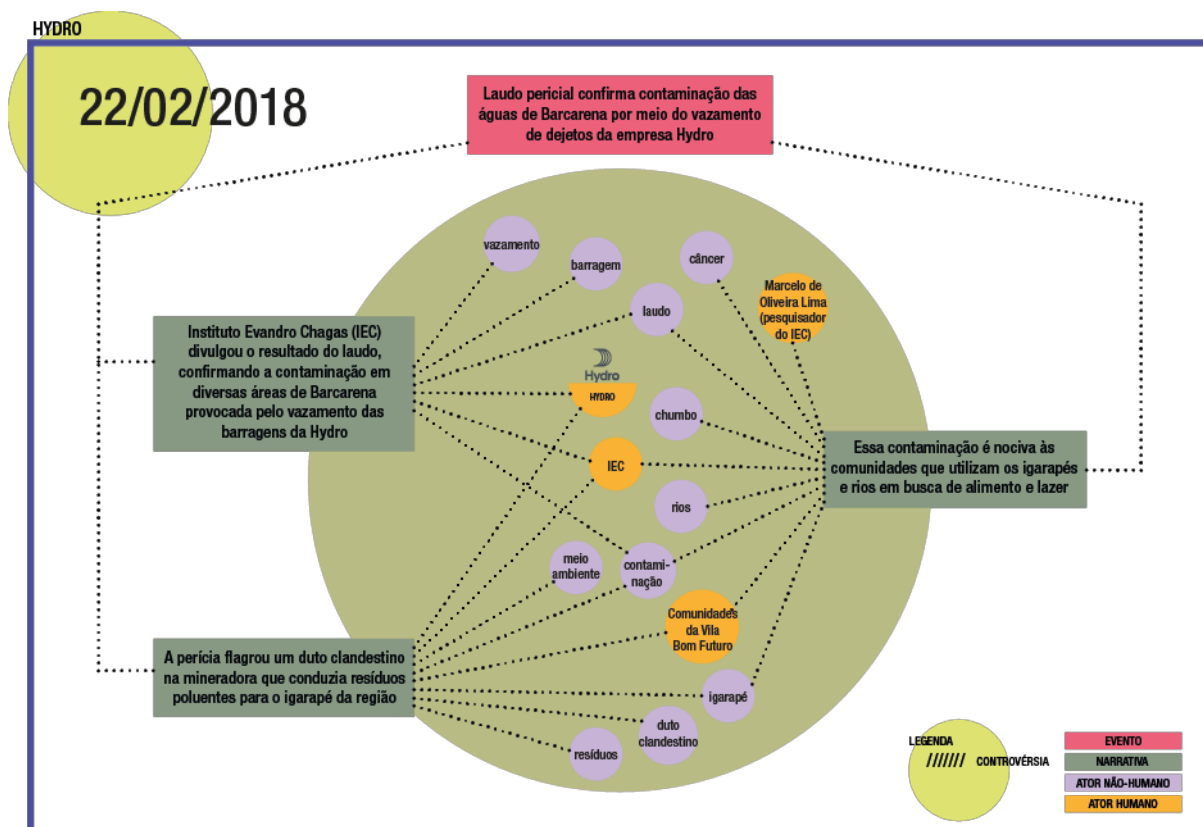 HYDRO
22/02/2018
Laudo pericial confirma contaminação das
águas de Barcarena por meio do vazamento
de dejetos da empresa Hydro
vazamento
barragem
câncer
laudo
Marcelo de
Oliveira Lima
(pesquisador
do IEC)
Instituto Evandro Chagas (IEC)
divulgou o resultado do laudo,
confirmando a contaminação em
diversas áreas de Barcarena
provocada pelo vazamento das
barragens da Hydro
Hydro
HYDRO
chumbo
IEC
Essa contaminação é nociva às
comunidades que utilizam os igarapés
e rios em busca de alimento e lazer
rios
meio
ambiente
contami-
nação
Comunidades
da Vila
Bom Futuro
A perícia flagrou um duto clandestino
na mineradora que conduzia resíduos
poluentes para o igarapé da região
igarapé
duto
clandestino
resíduos
LEGENDA
/////// CONTROVÉRSIA
EVENTO
NARRATIVA
ATOR NÃO-HUMANO
ATOR HUMANO